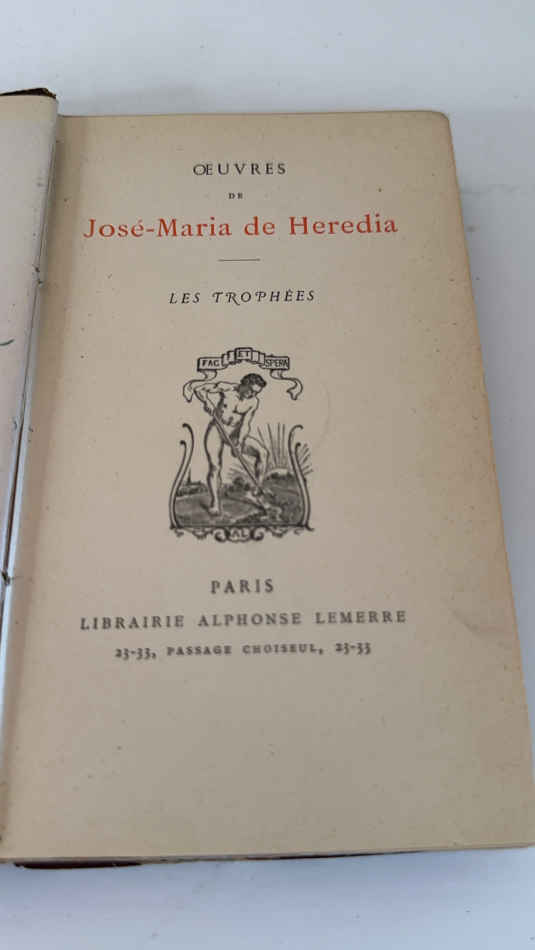 ŒUVRES
DE
José-Maria de Heredia
LES TROPHÉES
FAC ET SPERA
AL
PARIS
LIBRAIRIE ALPHONSE LEMERRE
23-33, PASSAGE CHOISEUL, 23-33